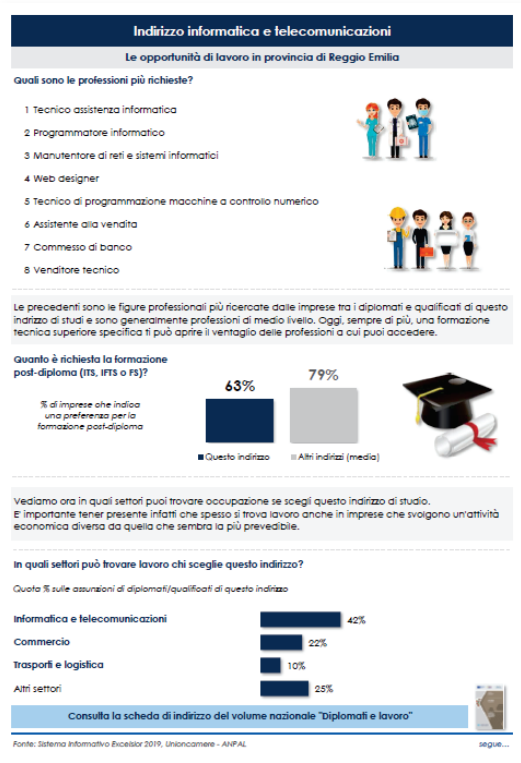 Indirizzo informatica e telecomunicazioni
Le opportunità di lavoro in provincia di Reggio Emilia
Quali sono le professioni più richieste?
1 Tecnico assistenza informatica
2 Programmatore informatico
3 Manutentore di reti e sistemi informatici
4 Web designer
5 Tecnico di programmazione macchine a controllo numerico
6 Assistente alla vendita
7 Commesso di banco
8 Venditore tecnico
Le precedenti sono le figure professionali più ricercate dalle imprese tra i diplomati e qualificati di questo
indirizzo di studi e sono generalmente professioni di medio livello. Oggi, sempre di più, una formazione
tecnica superiore specifica ti può aprire il ventaglio delle professioni a cui puoi accedere.
Quanto è richiesta la formazione
post-diploma (ITS, IFTS o FS)?
% di imprese che indica
una preferenza per la
formazione post-diploma
63%
79%
Questo indirizzo
Altri indirizzi (media)
Vediamo ora in quali settori puoi trovare occupazione se scegli questo indirizzo di studio.
E' importante tener presente infatti che spesso si trova lavoro anche in imprese che svolgono un'attività
economica diversa da quella che sembra la più prevedibile.
In quali settori può trovare lavoro chi sceglie questo indirizzo?
Quota % sulle assunzioni di diplomati/qualificati di questo indirizzo
Informatica e telecomunicazioni 42%
Commercio 22%
Trasporti e logistica 10%
Altri settori 25%
Consulta la scheda di indirizzo del volume nazionale "Diplomati e lavoro"
Fonte: Sistema Informativo Excelsior 2019, Unioncamere - ANPAL
segue...